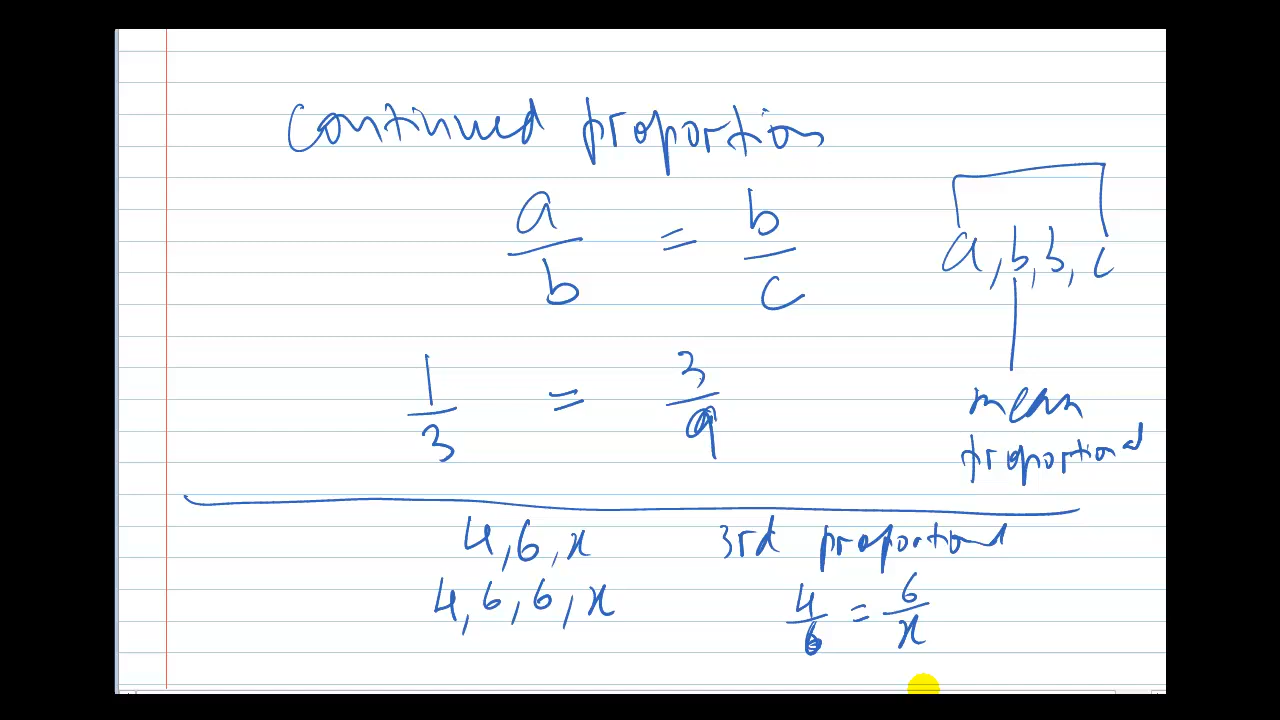 continued proportion
a/b = b/c
a, b, b, c
1/3 = 3/9
mean
proportional
4, 6, x 3rd proportional
4, 6, 6, x 4/6 = 6/x